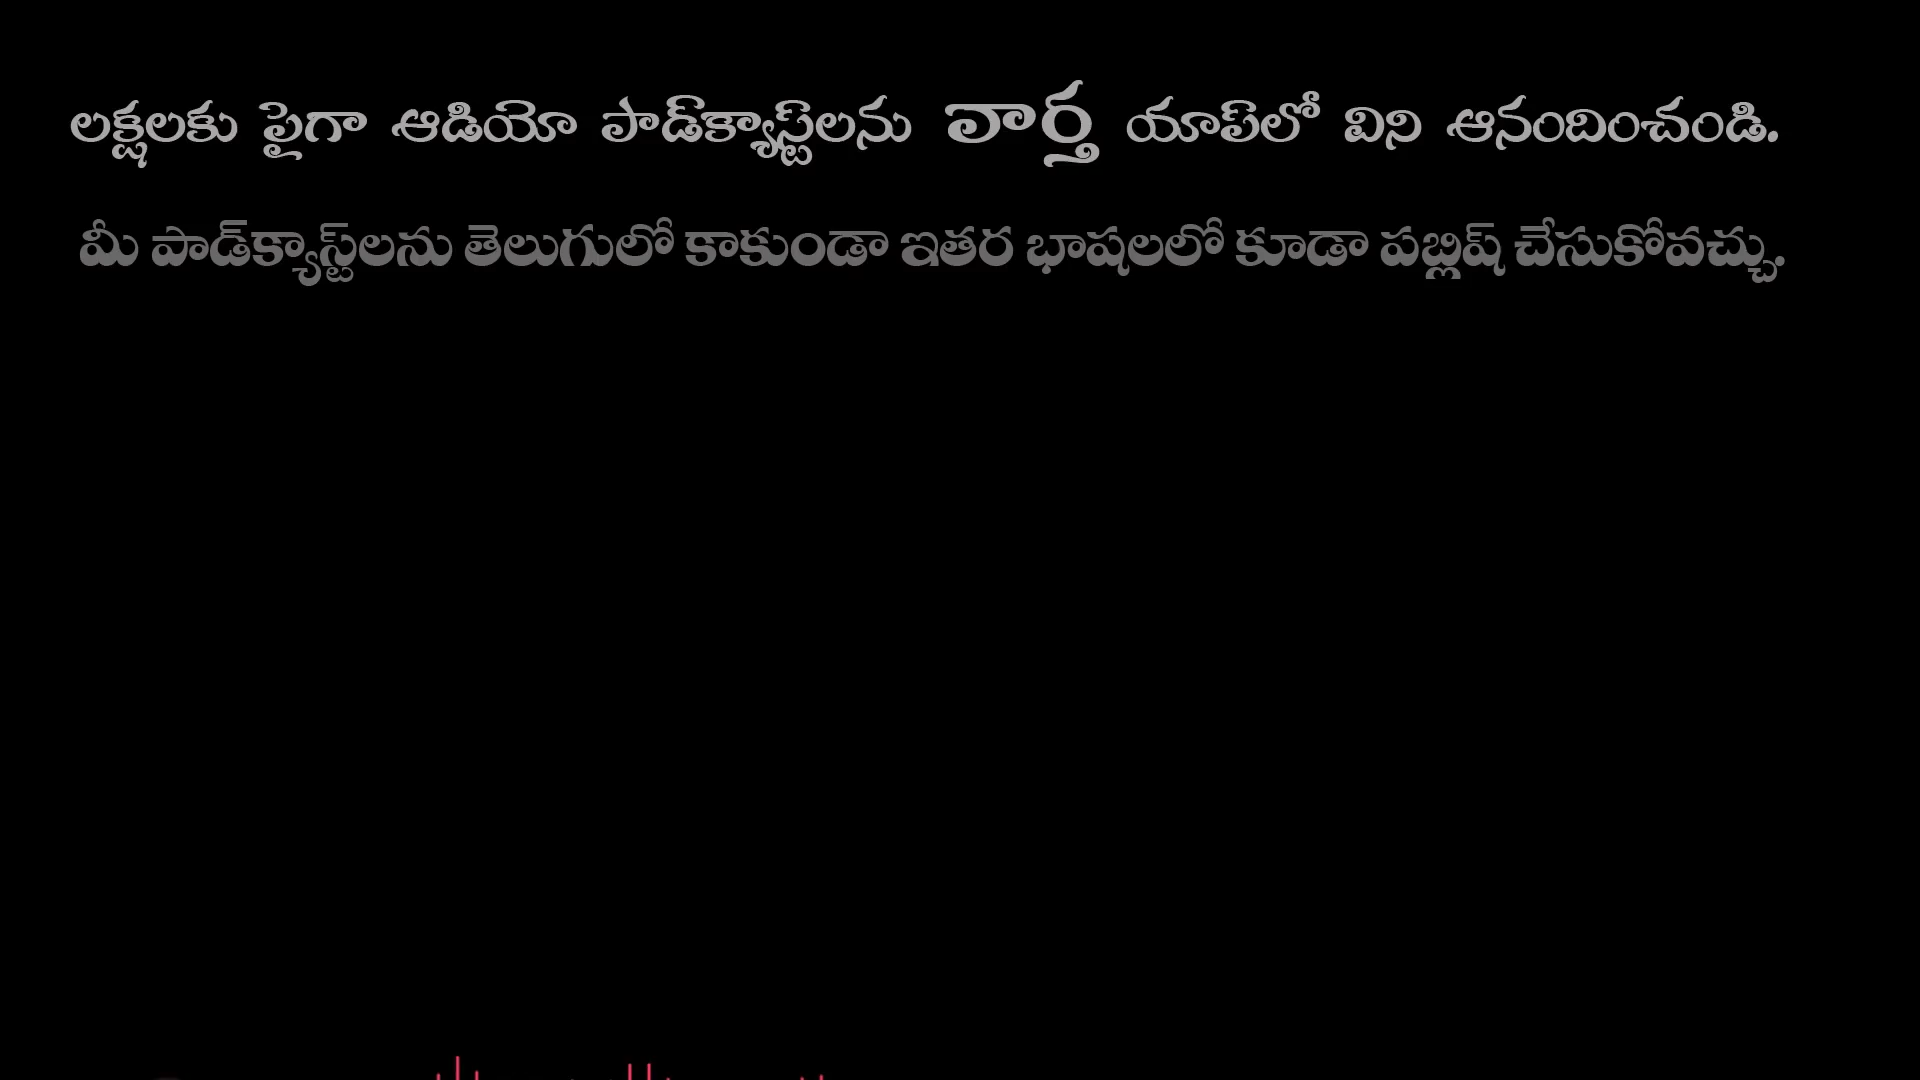 లక్షలకు పైగా ఆడియో పాడ్‌క్యాస్ట్‌లను వార్త యాప్‌లో విని ఆనందించండి.
మీ పాడ్‌క్యాస్ట్‌లను తెలుగులో కాకుండా ఇతర భాషలలో కూడా పబ్లిష్ చేసుకోవచ్చు.